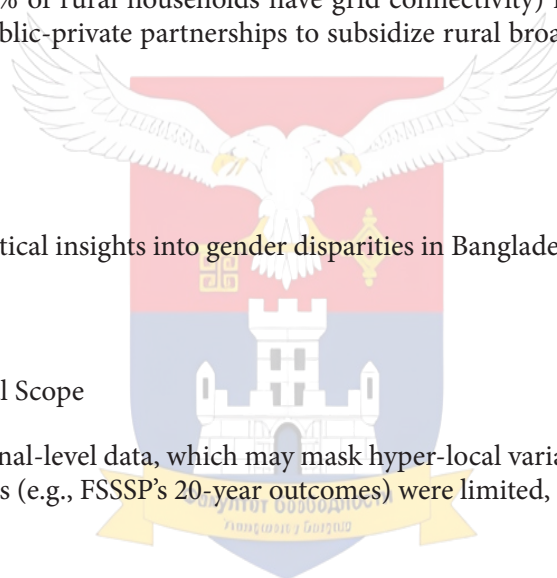 % of rural households have grid connectivity)
blic-private partnerships to subsidize rural broa
tical insights into gender disparities in Banglade
l Scope
nal-level data, which may mask hyper-local varia
s (e.g., FSSSP’s 20-year outcomes) were limited,